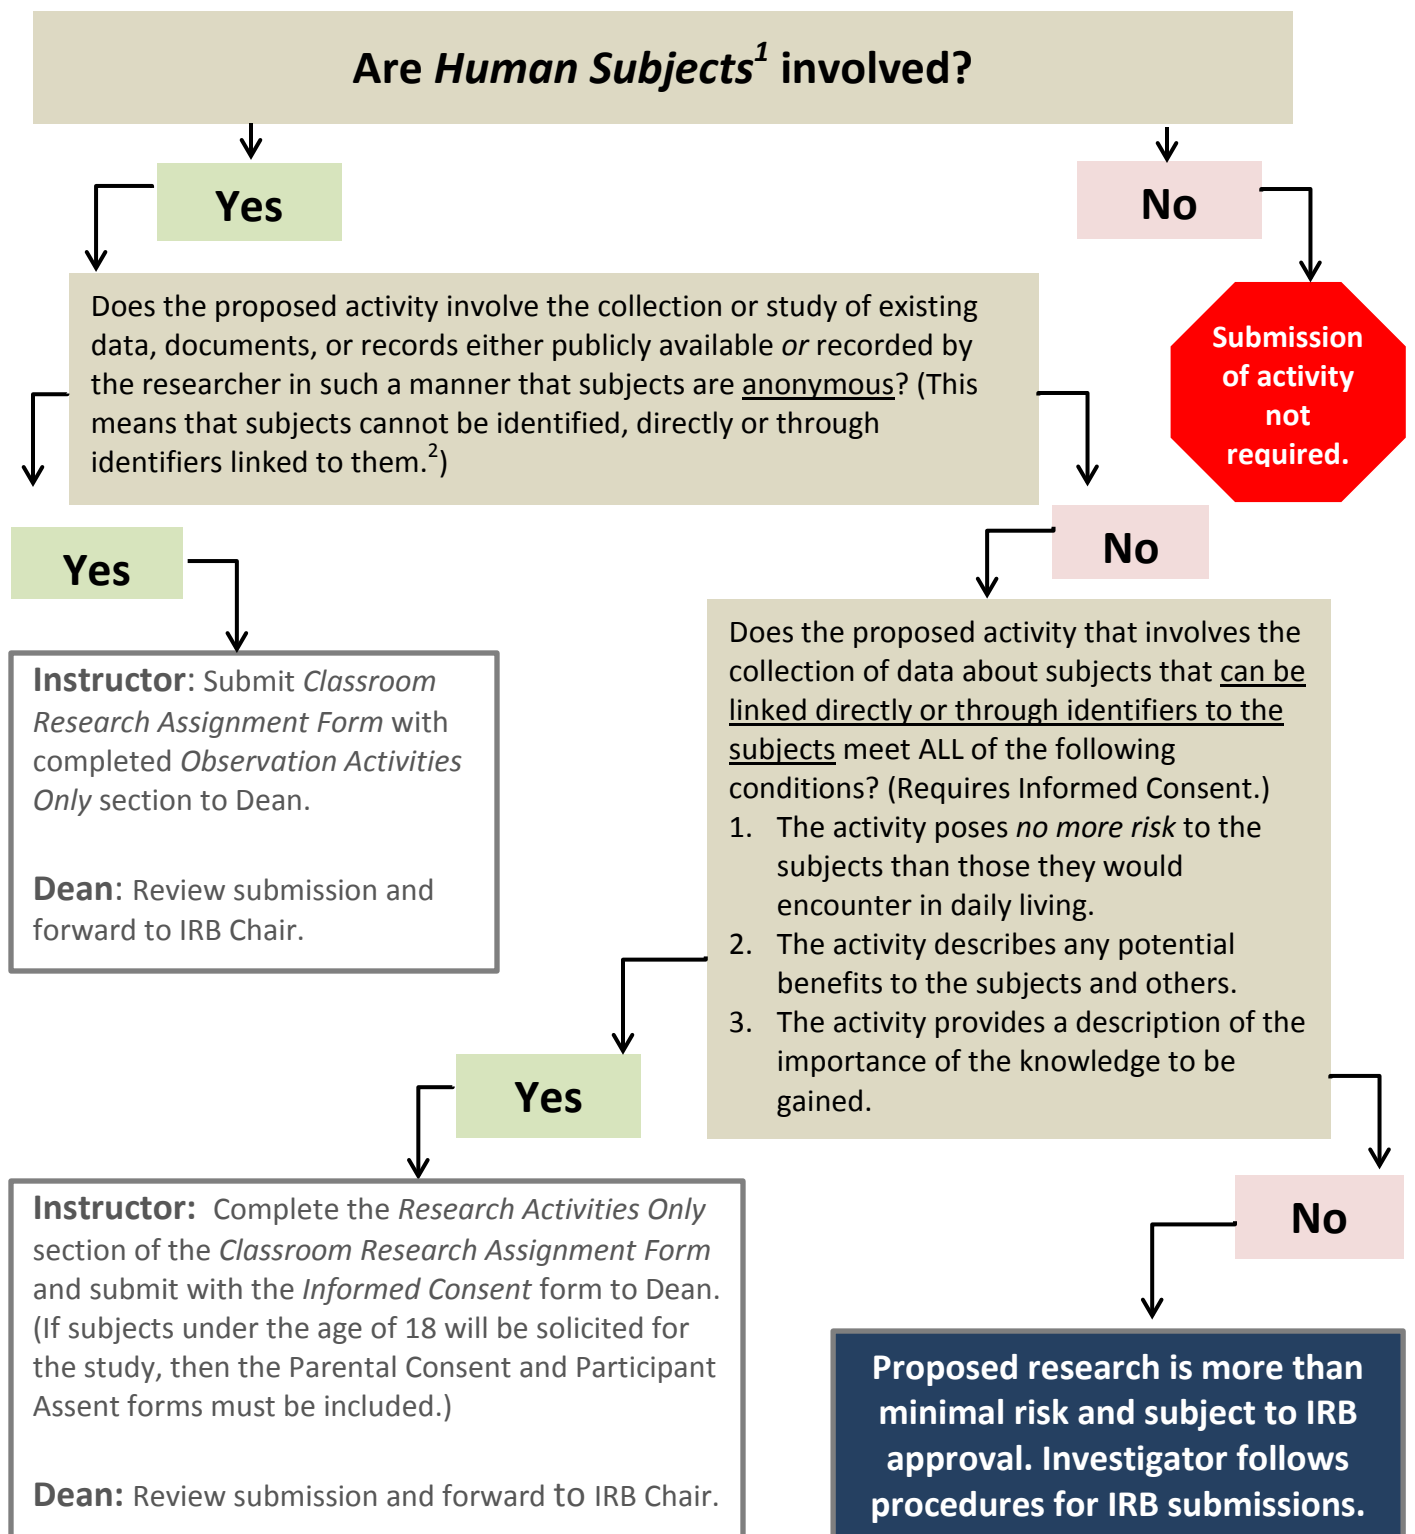 Are Human Subjects1 involved?
Yes
No
Does the proposed activity involve the collection or study of existing
data, documents, or records either publicly available or recorded by
the researcher in such a manner that subjects are anonymous? (This
means that subjects cannot be identified, directly or through
identifiers linked to them.2)
Submission
of activity
not
required.
Yes
No
Instructor: Submit Classroom
Research Assignment Form with
completed Observation Activities
Only section to Dean.
Dean: Review submission and
forward to IRB Chair.
Does the proposed activity that involves the
collection of data about subjects that can be
linked directly or through identifiers to the
subjects meet ALL of the following
conditions? (Requires Informed Consent.)
1. The activity poses no more risk to the
subjects than those they would
encounter in daily living.
2. The activity describes any potential
benefits to the subjects and others.
3. The activity provides a description of the
importance of the knowledge to be
gained.
Yes
No
Instructor: Complete the Research Activities Only
section of the Classroom Research Assignment Form
and submit with the Informed Consent form to Dean.
(If subjects under the age of 18 will be solicited for
the study, then the Parental Consent and Participant
Assent forms must be included.)
Dean: Review submission and forward to IRB Chair.
Proposed research is more than
minimal risk and subject to IRB
approval. Investigator follows
procedures for IRB submissions.